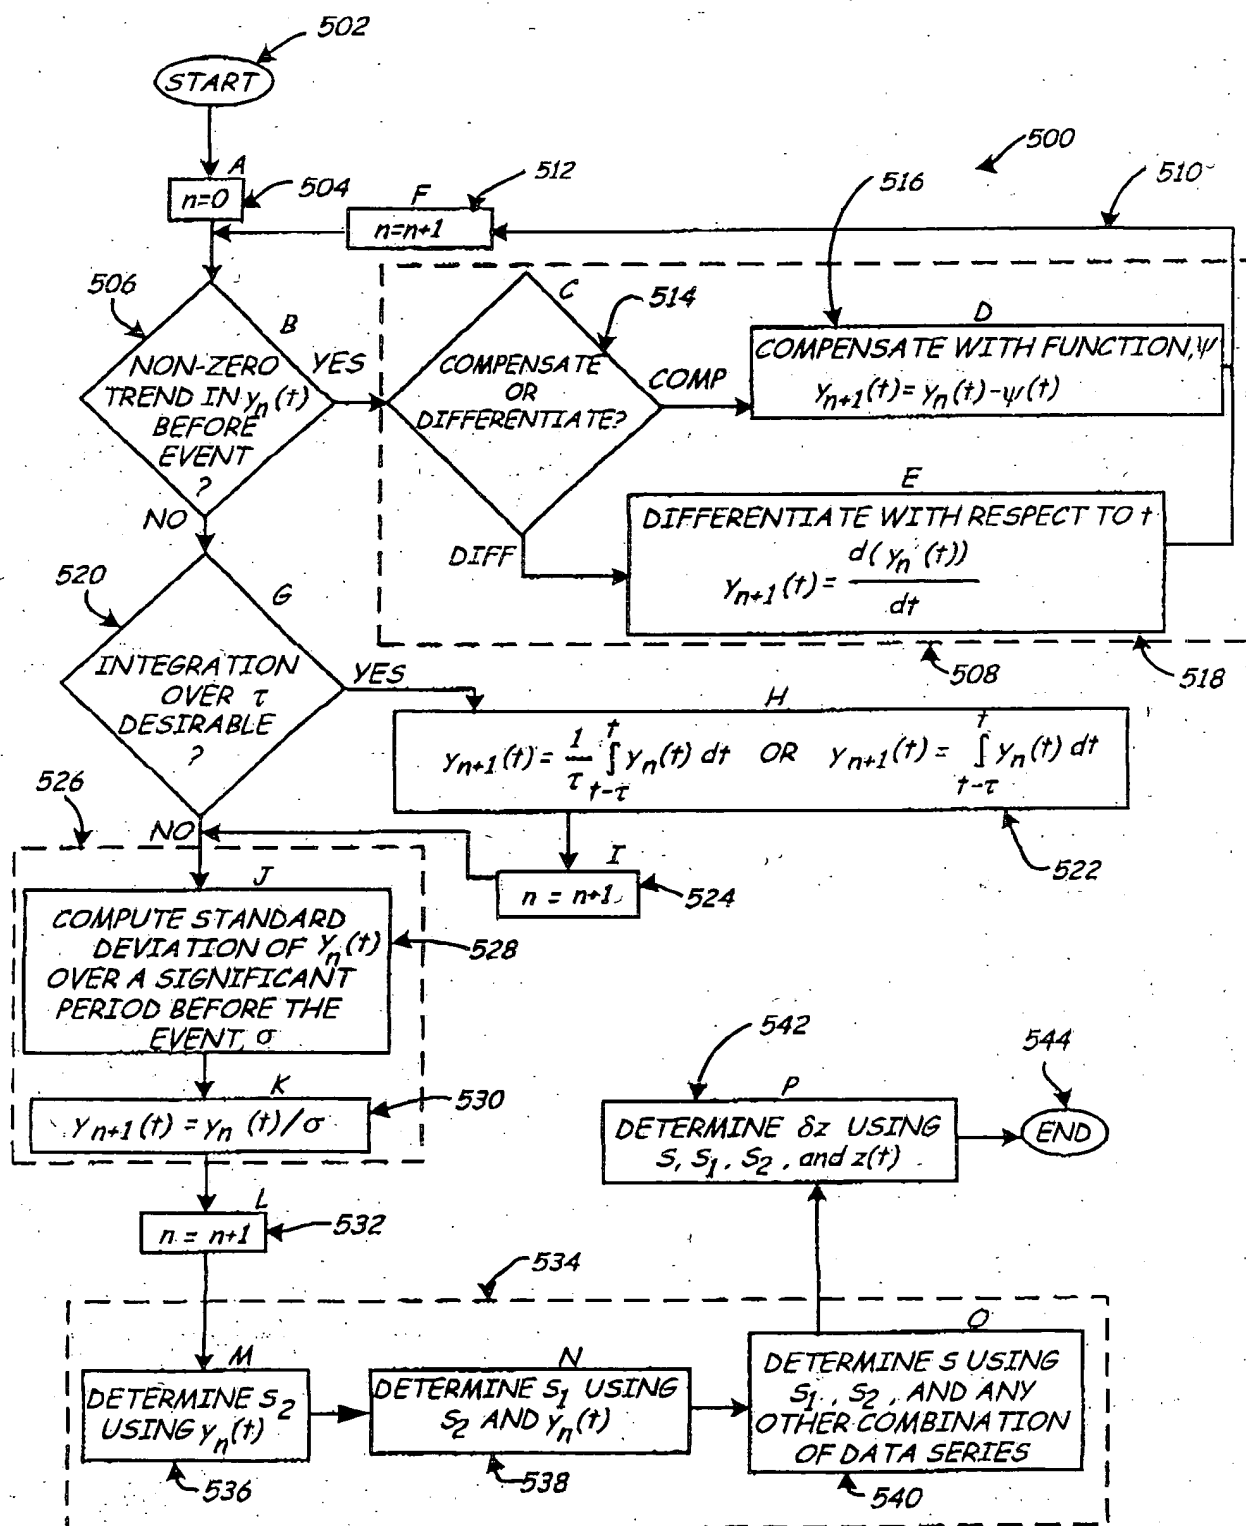 502
START
500
A
n=0
504
F
n=n+1
512
516
510
506
B
NON-ZERO
TREND IN yn(t)
BEFORE
EVENT
?
YES
NO
C
514
COMPENSATE
OR
DIFFERENTIATE?
COMP
DIFF
D
COMPENSATE WITH FUNCTION, ψ
yn+1(t) = yn(t) - ψ(t)
E
DIFFERENTIATE WITH RESPECT TO t
yn+1(t) = d(yn(t)) / dt
508
518
520
G
INTEGRATION
OVER τ
DESIRABLE
?
YES
NO
H
yn+1(t) = 1/τ ∫ t-τ t yn(t) dt OR yn+1(t) = ∫ t-τ t yn(t) dt
522
I
n = n+1
524
526
J
COMPUTE STANDARD
DEVIATION OF yn(t)
OVER A SIGNIFICANT
PERIOD BEFORE THE
EVENT, σ
528
K
yn+1(t) = yn(t)/σ
530
L
n = n+1
532
542
P
DETERMINE δz USING
S, S1, S2, and z(t)
544
END
534
M
DETERMINE S2
USING yn(t)
536
N
DETERMINE S1 USING
S2 AND yn(t)
538
O
DETERMINE S USING
S1, S2, AND ANY
OTHER COMBINATION
OF DATA SERIES
540